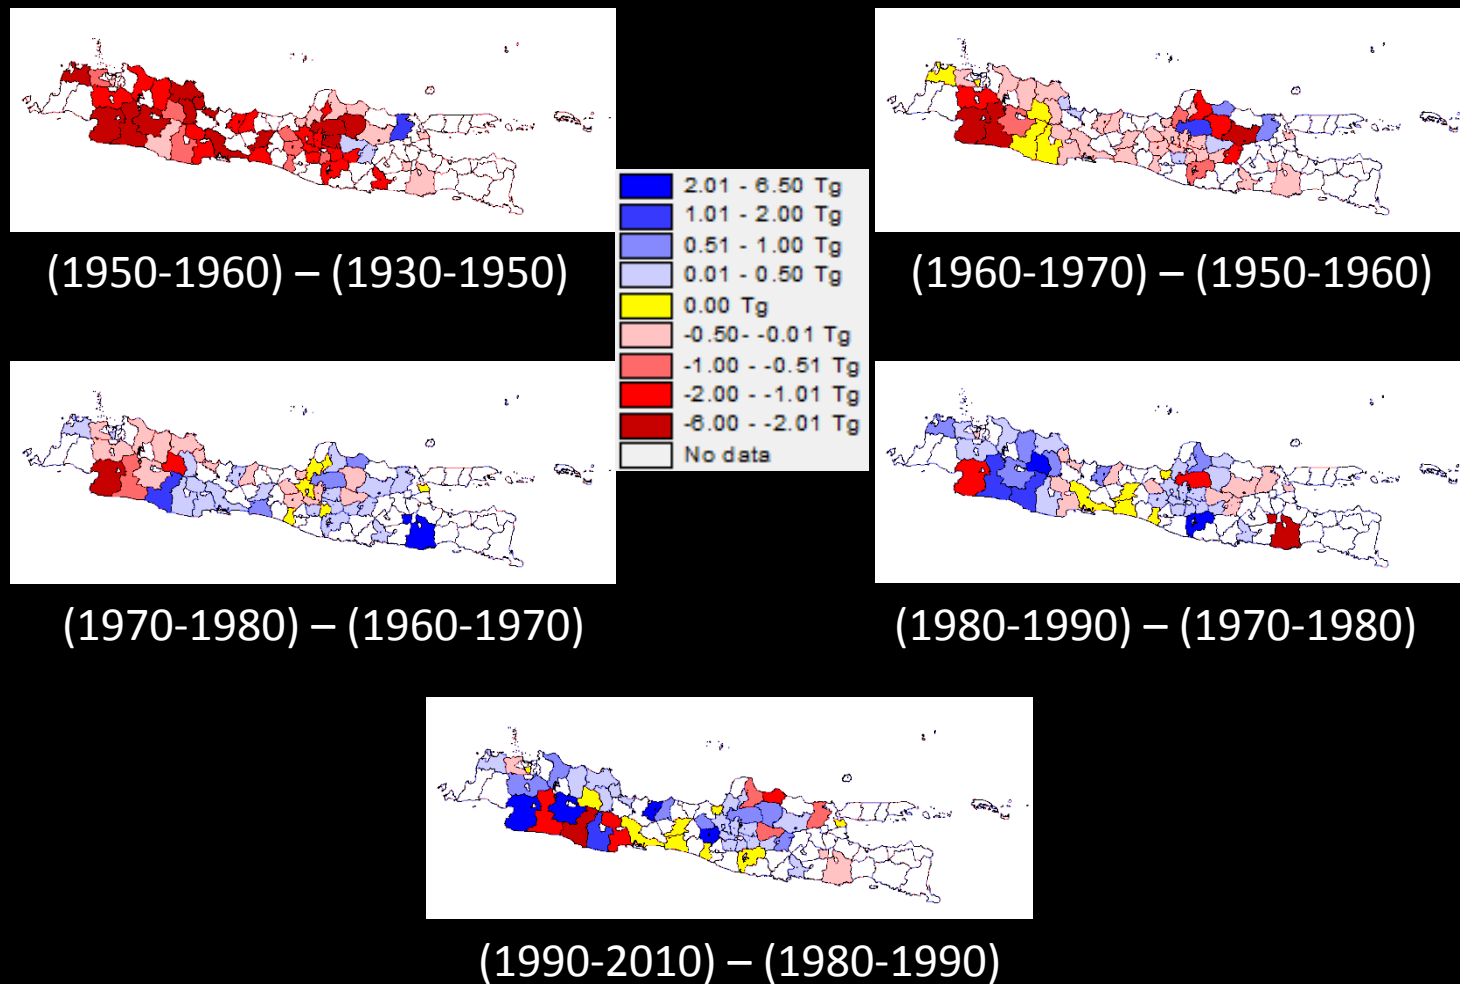 2.01 - 6.50 Tg
1.01 - 2.00 Tg
0.51 - 1.00 Tg
0.01 - 0.50 Tg
0.00 Tg
-0.50- -0.01 Tg
-1.00 - -0.51 Tg
-2.00 - -1.01 Tg
-6.00 - -2.01 Tg
No data
(1950-1960) – (1930-1950)
(1960-1970) – (1950-1960)
(1970-1980) – (1960-1970)
(1980-1990) – (1970-1980)
(1990-2010) – (1980-1990)